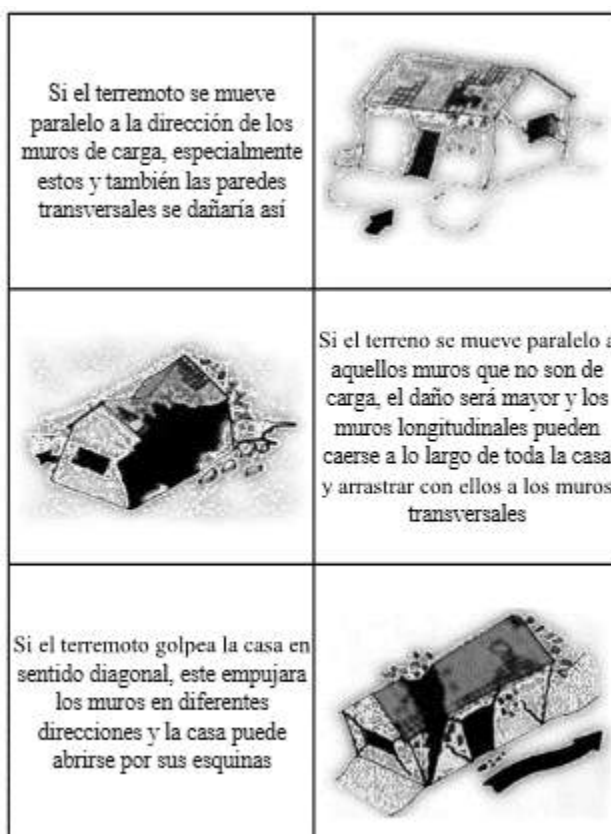 Si el terremoto se mueve
paralelo a la dirección de los
muros de carga, especialmente
estos y también las paredes
transversales se dañaría así
Si el terreno se mueve paralelo a
aquellos muros que no son de
carga, el daño será mayor y los
muros longitudinales pueden
caerse a lo largo de toda la casa
y arrastrar con ellos a los muros
transversales
Si el terremoto golpea la casa en
sentido diagonal, este empujara
los muros en diferentes
direcciones y la casa puede
abrirse por sus esquinas